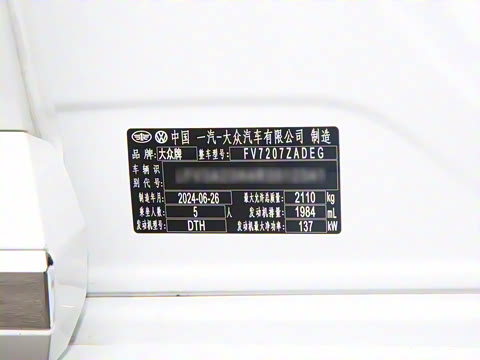 中国 一汽-大众汽车有限公司 制造
品牌: 大众牌 整车型号: FV7207ZADEG
车辆识
别代号:
制造年月: 2024-06-26 最大允许总质量: 2110 kg
乘坐人数: 5 人 发动机排量: 1984 mL
发动机型号: DTH 发动机最大净功率: 137 kW